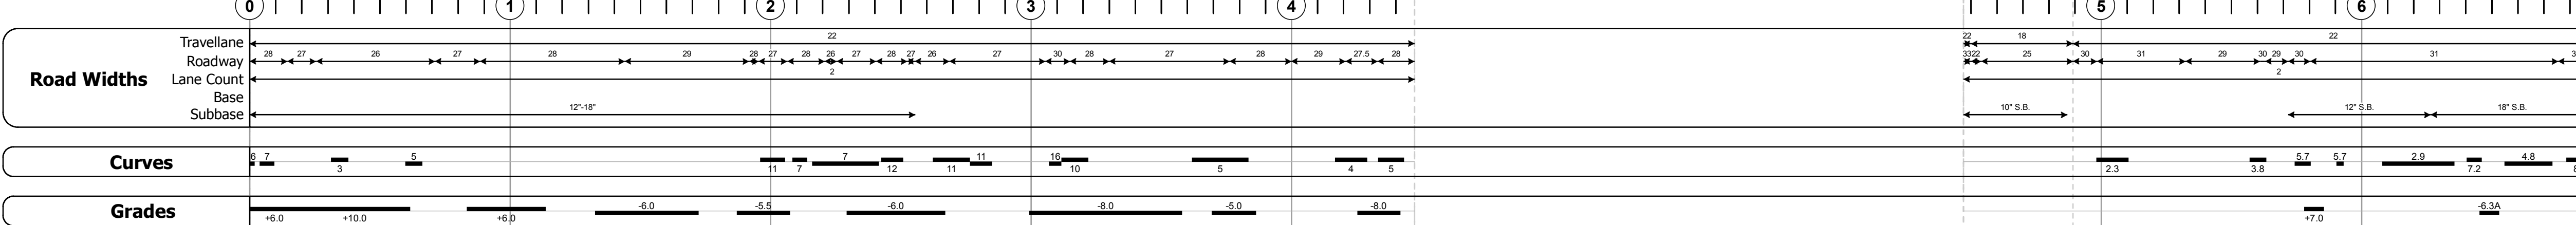 0 1 2 3 4 5 6
Travellane 22 22 18 22
Roadway 28 27 26 27 28 29 28 27 28 26 27 28 27 26 27 30 28 27 28 29 27.5 28 33 22 25 30 31 29 30 29 30 31
Road Widths
Lane Count 2 2
Base
Subbase 12"-18" 10" S.B. 12" S.B. 18" S.B.
6 7 5 7 11 16 5.7 5.7 2.9 4.8
Curves
3 11 7 12 11 10 5 4 5 2.3 3.8 7.2
-6.0 -5.5 -6.0 -8.0 -5.0 -8.0 -6.3A
Grades
+6.0 +10.0 +6.0 +7.0